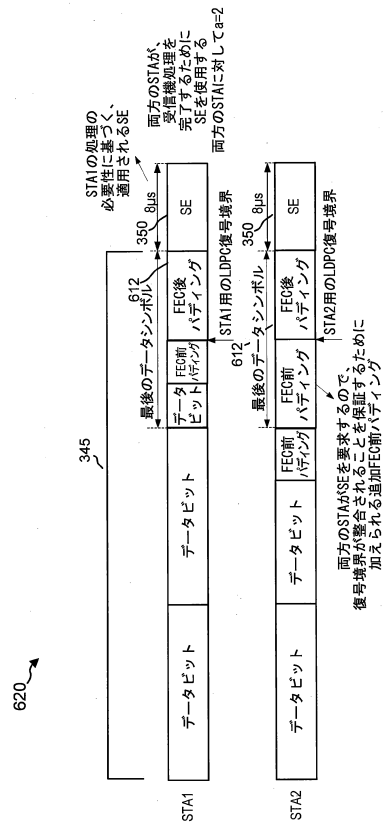 620
345
STA1の処理の
必要性に基づく、
適用されるSE
最後のデータシンボル
612
350
8μs
両方のSTAが、
受信機処理を
完了するために
SEを使用する
両方のSTAに対してa=2
STA1
データビット
データビット
データ
ビット
FEC前
パディング
FEC後
パディング
SE
STA1用のLDPC復号境界
612
最後のデータシンボル
350
8μs
STA2
データビット
データビット
FEC前
パディング
FEC前
パディング
FEC後
パディング
SE
STA2用のLDPC復号境界
両方のSTAがSEを要求するので、
復号境界が整合されることを保証するために
加えられる追加FEC前パディング